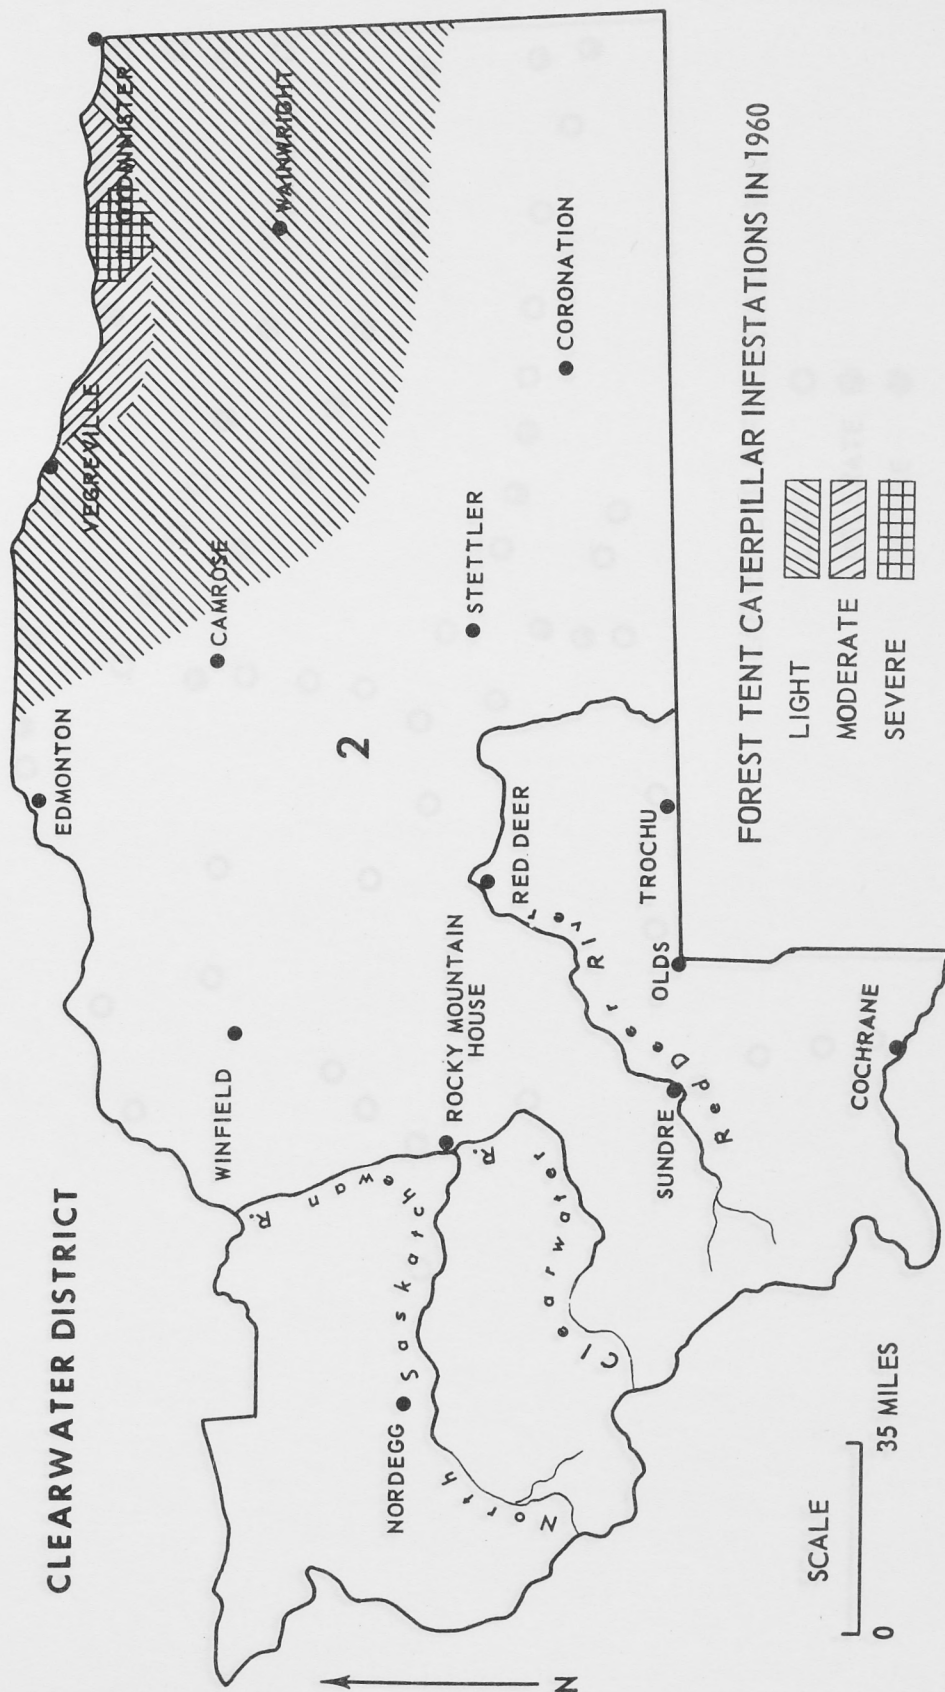 CLEARWATER DISTRICT
EDMONTON
VEGREVILLE
LLOYDMINSTER
WAINWRIGHT
CAMROSE
WINFIELD
2
ROCKY MOUNTAIN
HOUSE
STETTLER
CORONATION
NORDEGG
North Saskatchewan R.
Clearwater R.
RED DEER
Red Deer River
SUNDRE
OLDS
TROCHU
COCHRANE
N
SCALE
0 35 MILES
FOREST TENT CATERPILLAR INFESTATIONS IN 1960
LIGHT
MODERATE
SEVERE